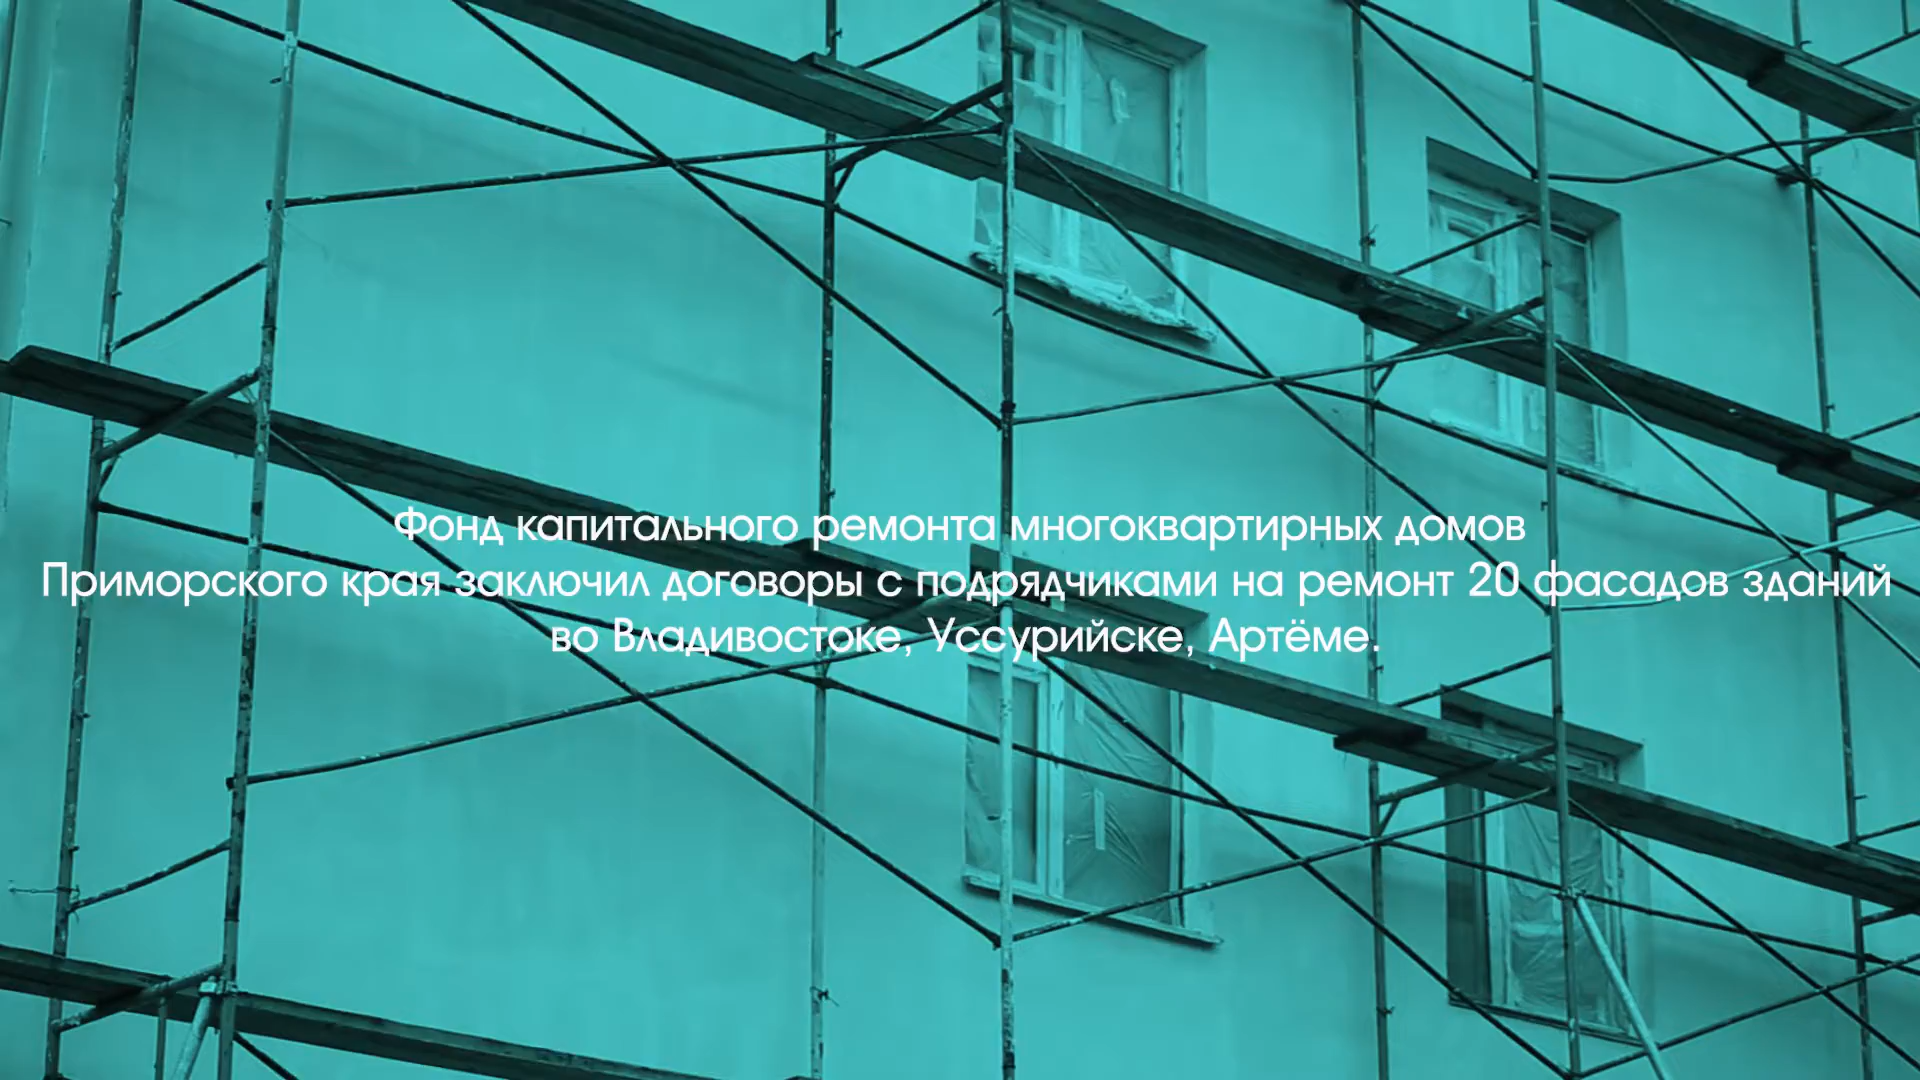 Фонд капитального ремонта многоквартирных домов
Приморского края заключил договоры с подрядчиками на ремонт 20 фасадов зданий
во Владивостоке, Уссурийске, Артёме.